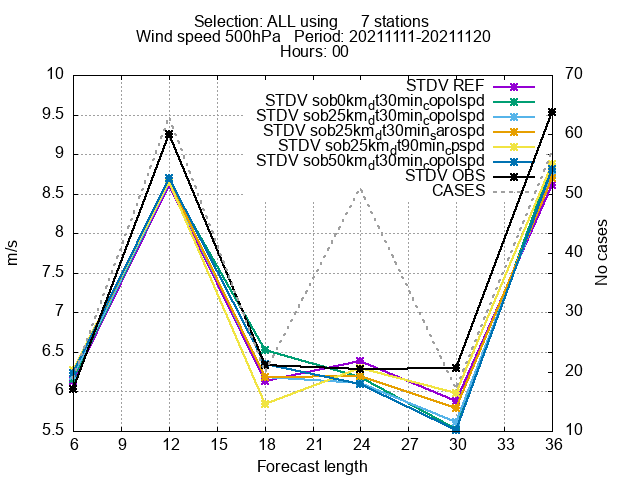 Selection: ALL using 7 stations
Wind speed 500hPa Period: 20211111-20211120
Hours: 00
10 70
STDV REF
STDV sob0km_dt30min_copolspd
9.5
STDV sob25km_dt30min_copolspd
60
STDV sob25km_dt30min_sarospd
9
STDV sob25km_dt90min_cpspd
STDV sob50km_dt30min_copolspd
STDV OBS
8.5 CASES 50
8
40
m/s
7.5
No cases
7 30
6.5
20
6
5.5 10
6 9 12 15 18 21 24 27 30 33 36
Forecast length